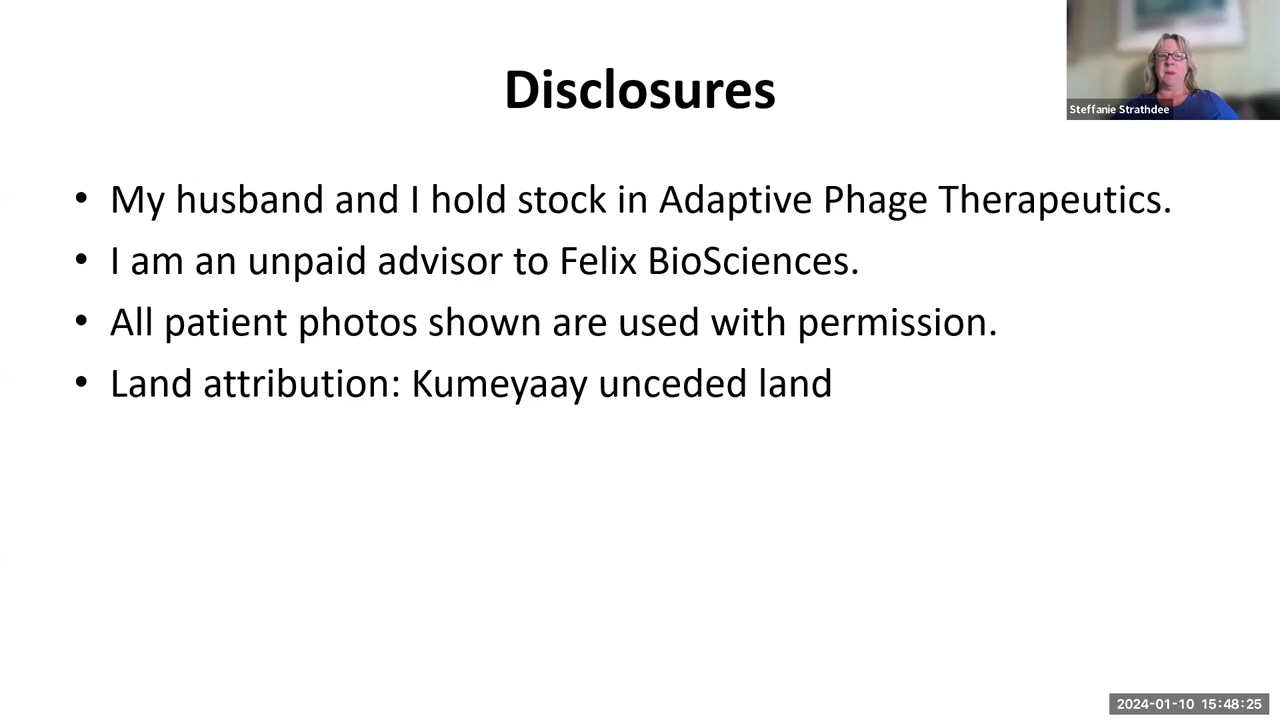 Disclosures
Steffanie Strathdee
• My husband and I hold stock in Adaptive Phage Therapeutics.
• I am an unpaid advisor to Felix BioSciences.
• All patient photos shown are used with permission.
• Land attribution: Kumeyaay unceded land
2024-01-10 15:48:25